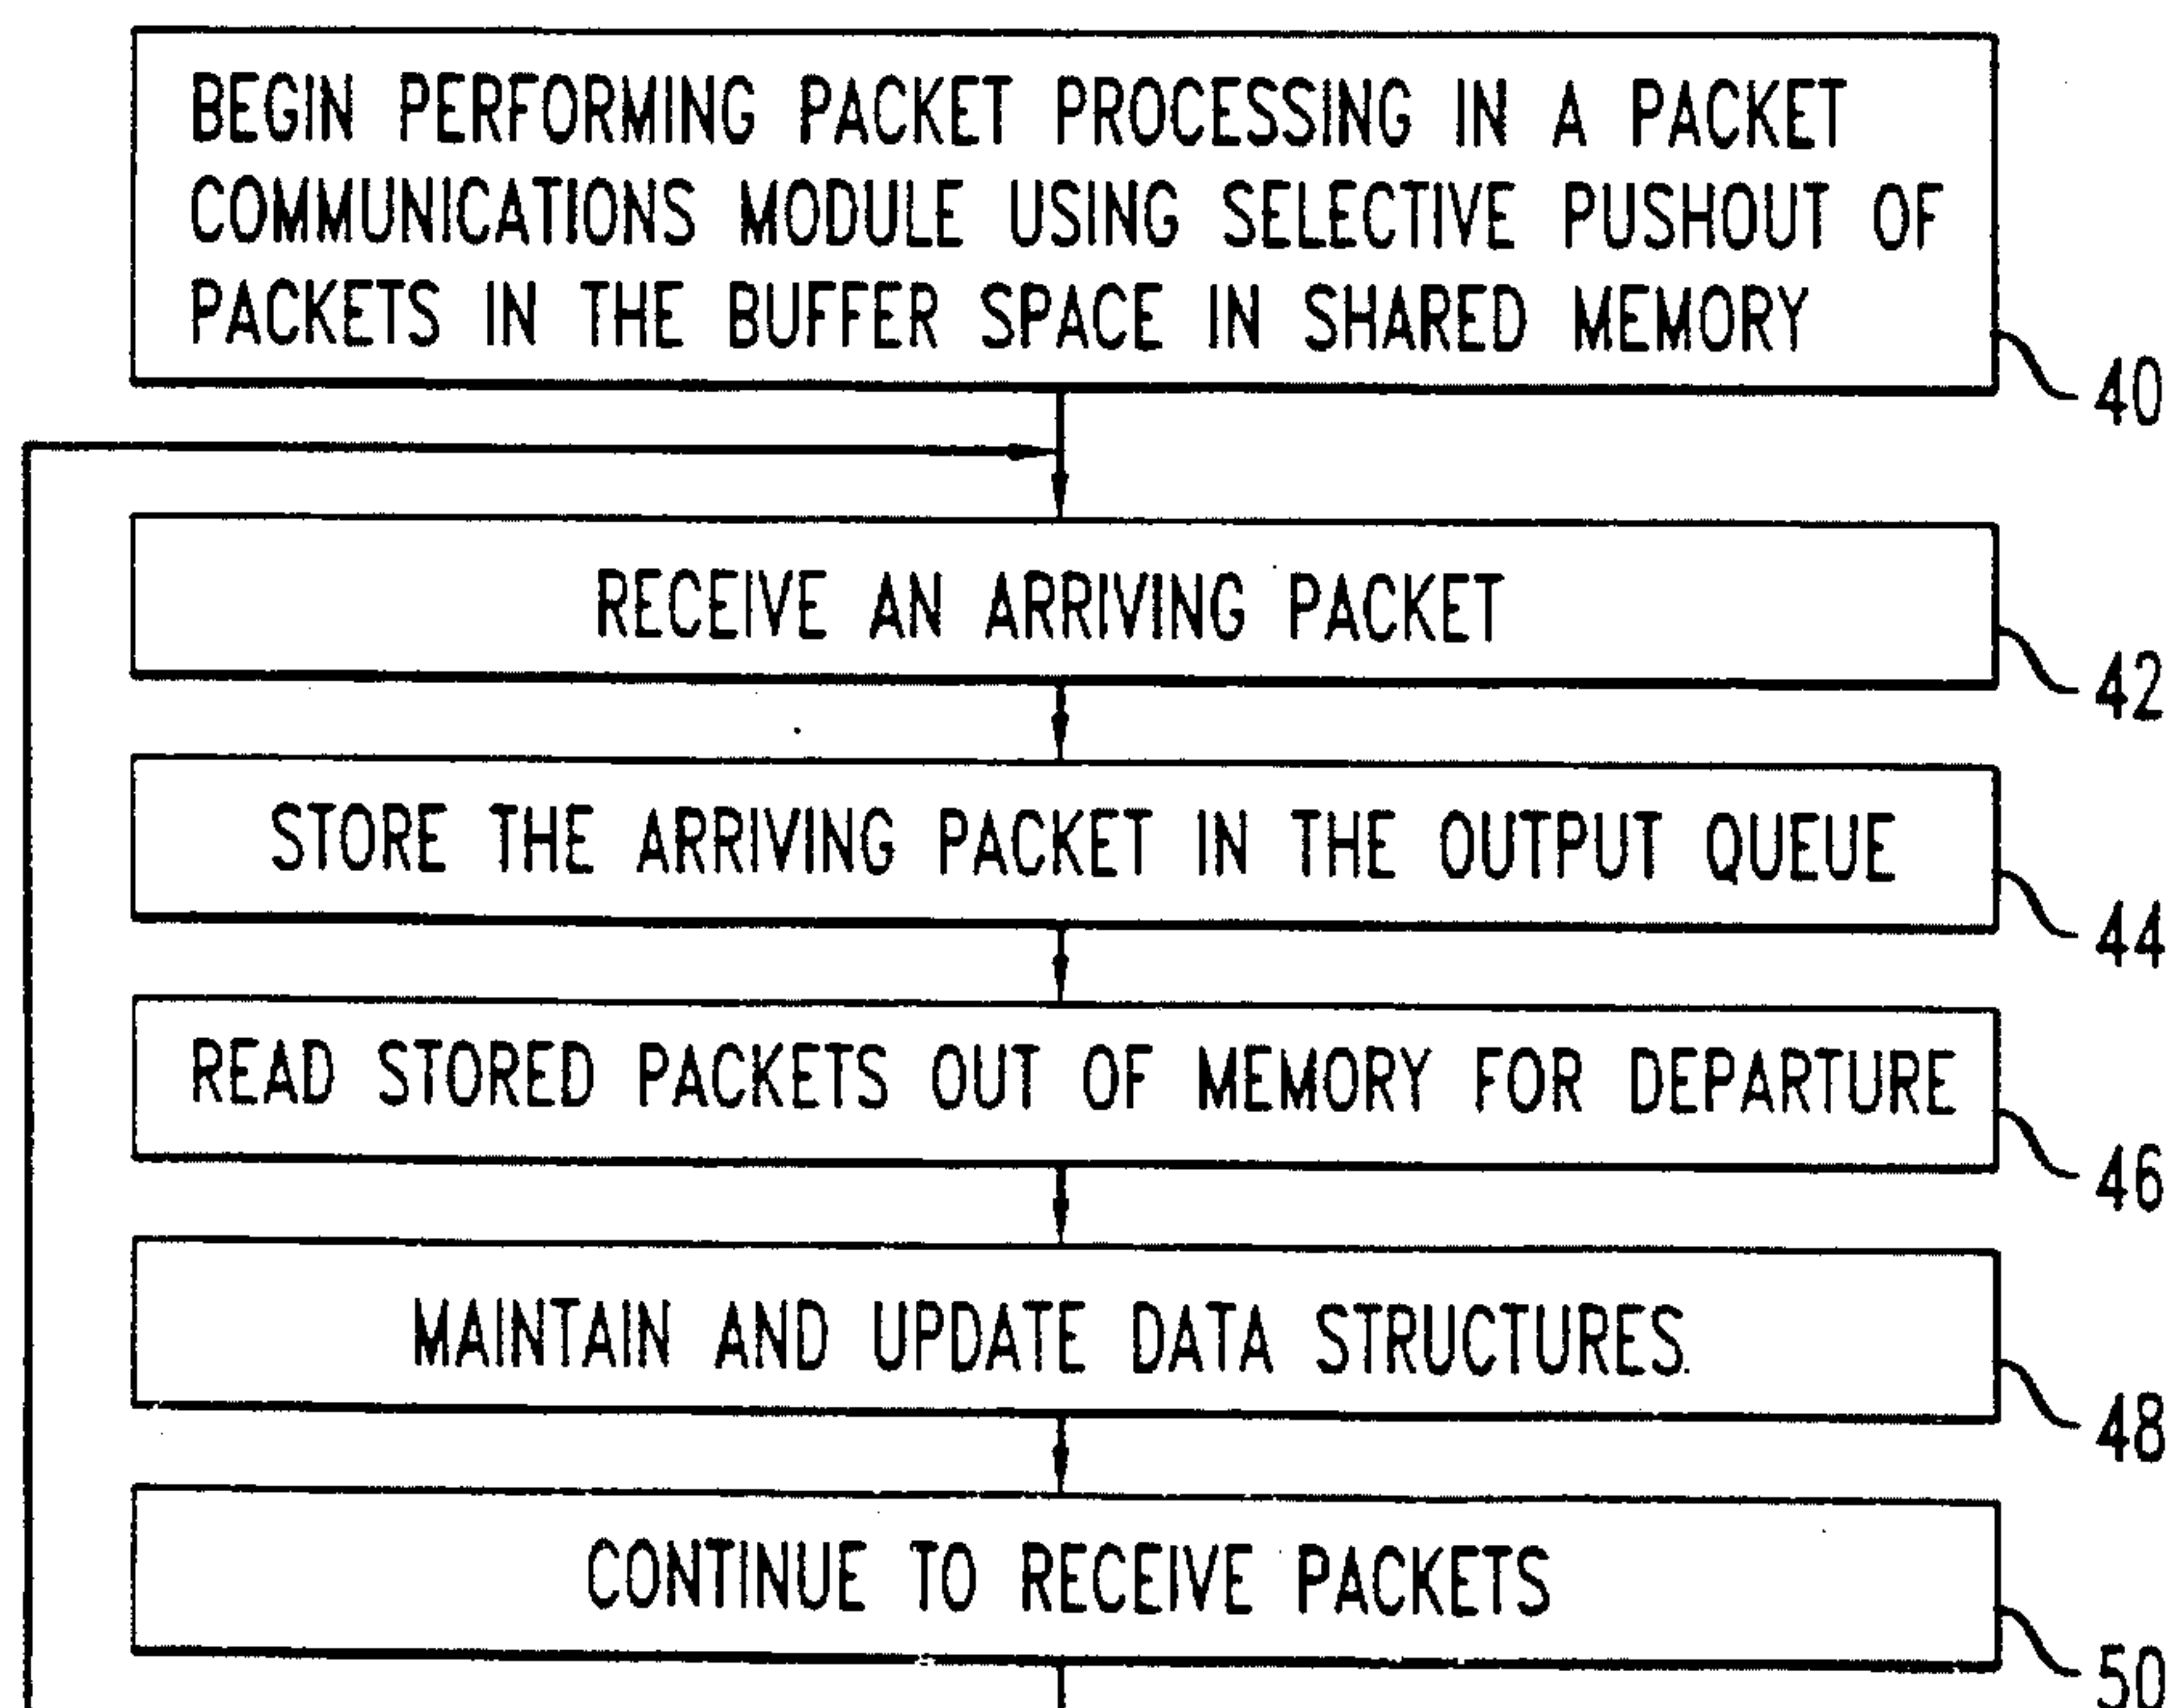 BEGIN PERFORMING PACKET PROCESSING IN A PACKET
COMMUNICATIONS MODULE USING SELECTIVE PUSHOUT OF
PACKETS IN THE BUFFER SPACE IN SHARED MEMORY
40
RECEIVE AN ARRIVING PACKET
42
STORE THE ARRIVING PACKET IN THE OUTPUT QUEUE
44
READ STORED PACKETS OUT OF MEMORY FOR DEPARTURE
46
MAINTAIN AND UPDATE DATA STRUCTURES.
48
CONTINUE TO RECEIVE PACKETS
50